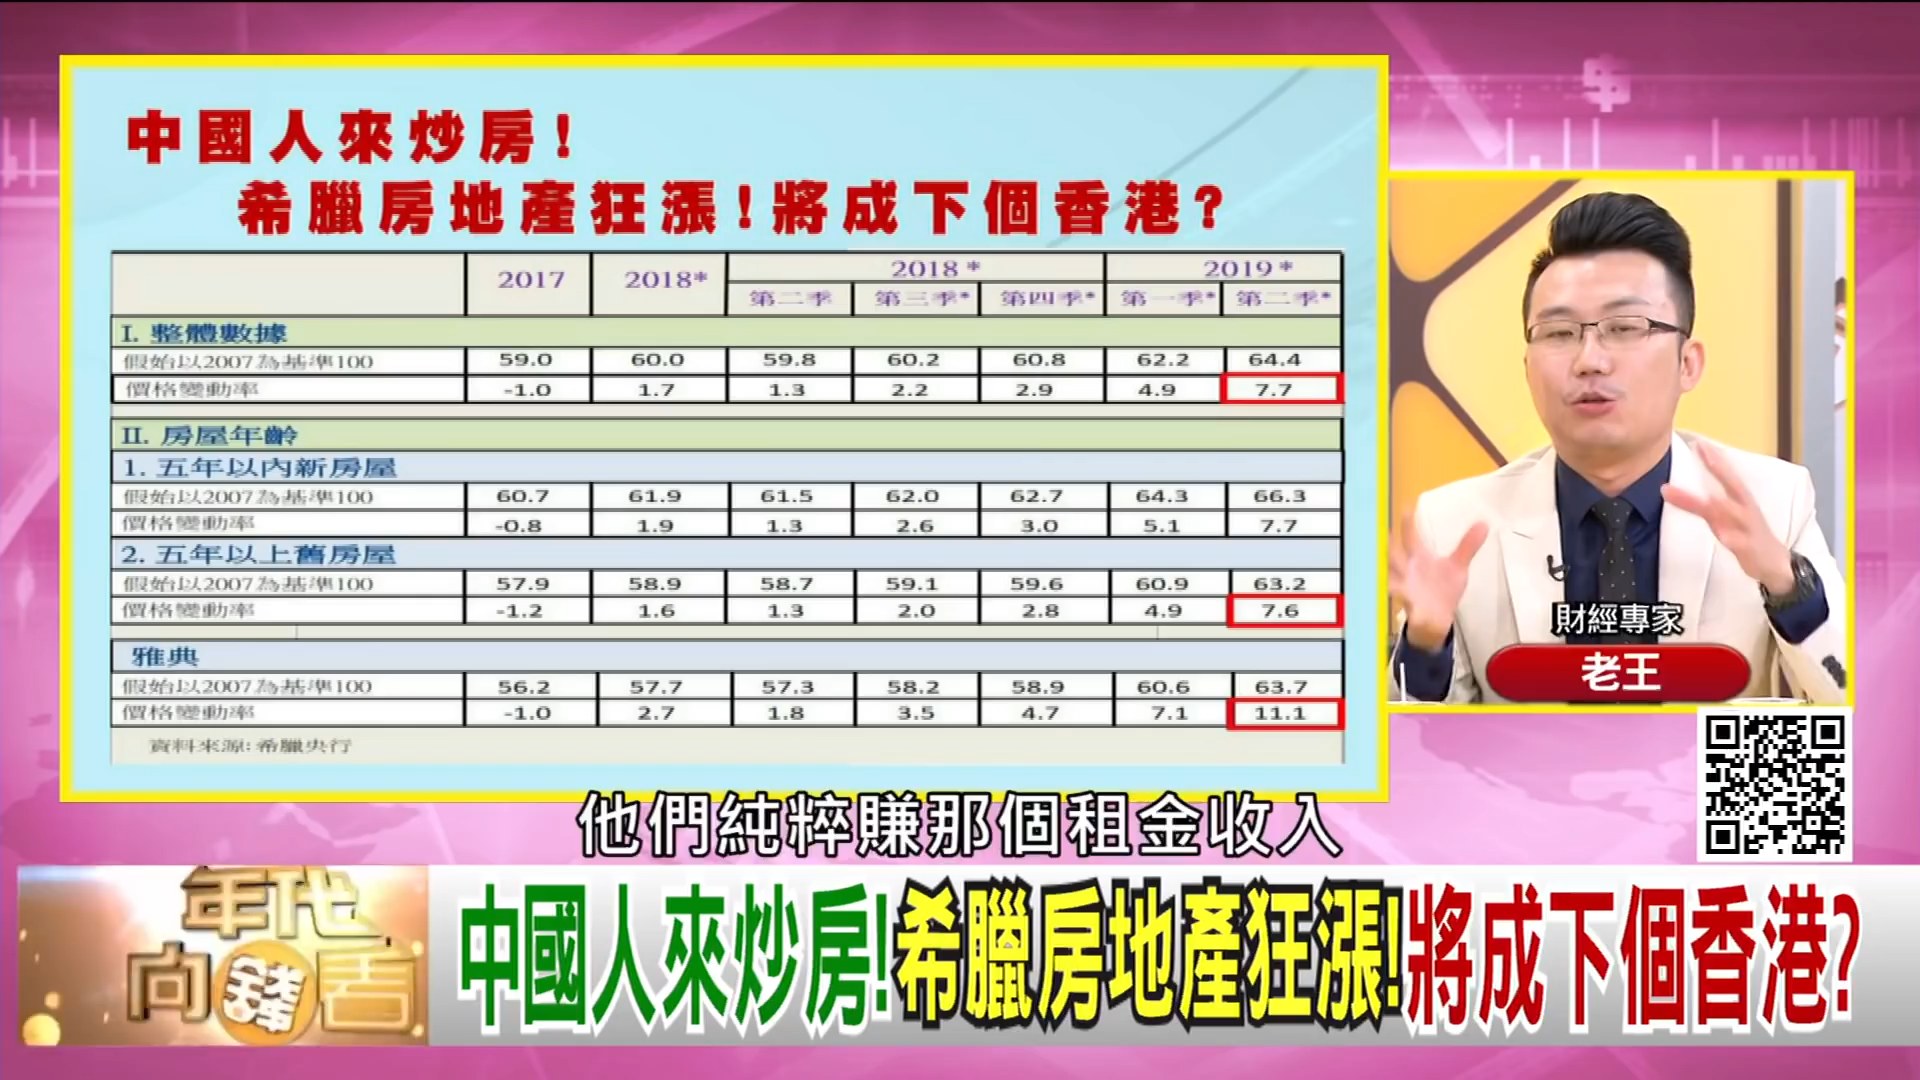 中國人來炒房!
希臘房地產狂漲!將成下個香港?
2017 2018* 2018* 2019*
第二季 第三季* 第四季* 第一季* 第二季*
I. 整體數據
假始以2007為基準100 59.0 60.0 59.8 60.2 60.8 62.2 64.4
價格變動率 -1.0 1.7 1.3 2.2 2.9 4.9 7.7
II. 房屋年齡
1. 五年以內新房屋
假始以2007為基準100 60.7 61.9 61.5 62.0 62.7 64.3 66.3
價格變動率 -0.8 1.9 1.3 2.6 3.0 5.1 7.7
2. 五年以上舊房屋
假始以2007為基準100 57.9 58.9 58.7 59.1 59.6 60.9 63.2
價格變動率 -1.2 1.6 1.3 2.0 2.8 4.9 7.6
雅典
假始以2007為基準100 56.2 57.7 57.3 58.2 58.9 60.6 63.7
價格變動率 -1.0 2.7 1.8 3.5 4.7 7.1 11.1
資料來源:希臘央行
財經專家
老王
他們純粹賺那個租金收入
年代
向錢看
中國人來炒房!希臘房地產狂漲!將成下個香港?